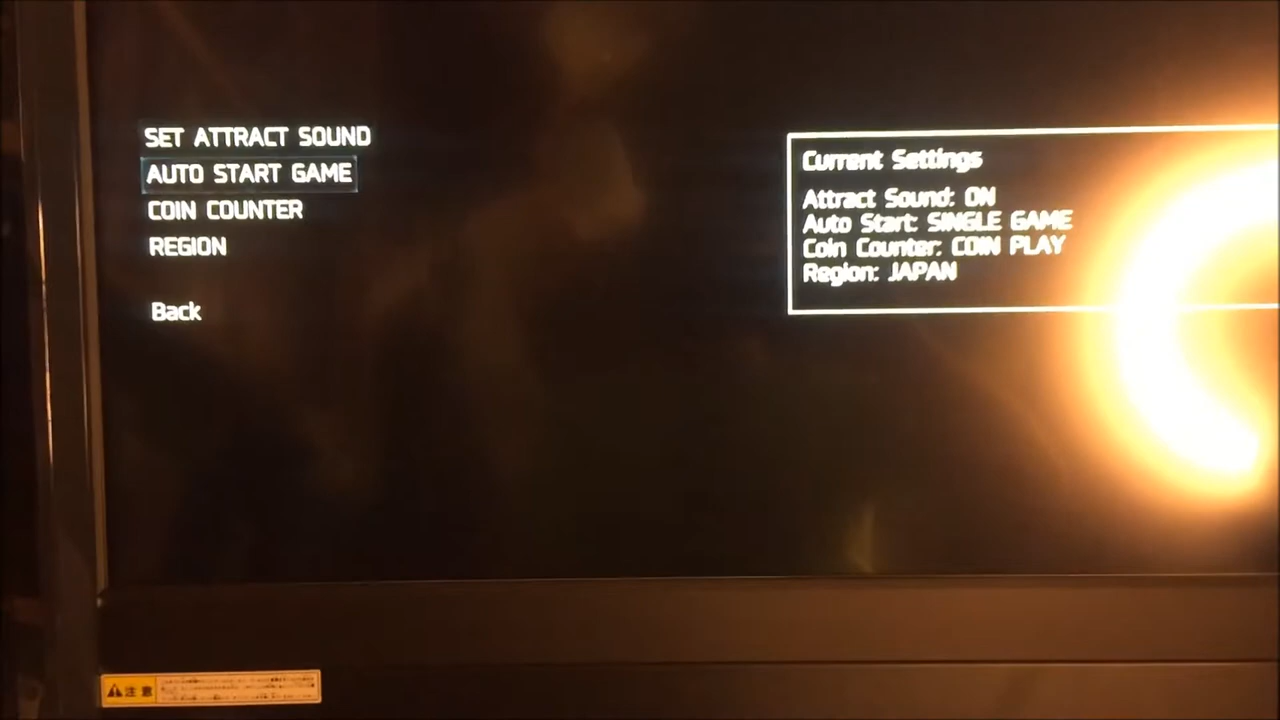 SET ATTRACT SOUND
AUTO START GAME
COIN COUNTER
REGION
Back
Current Settings
Attract Sound: ON
Auto Start: SINGLE GAME
Coin Counter: COIN PLAY
Region: JAPAN
注意